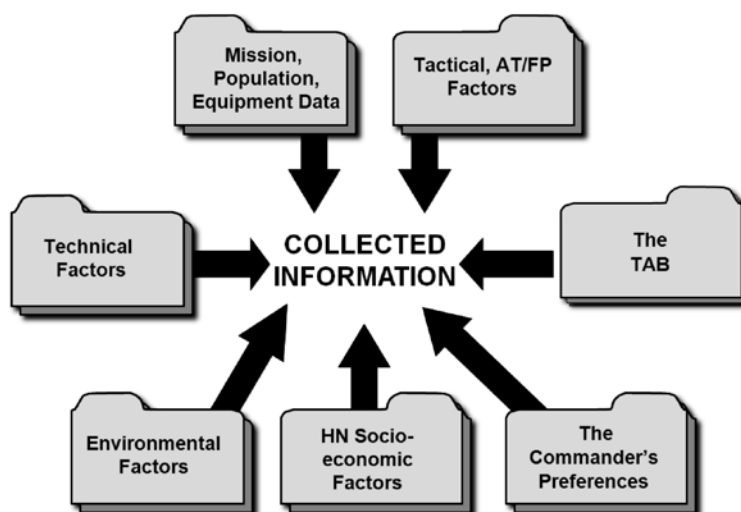 Mission,
Population,
Equipment Data
Tactical, AT/FP
Factors
Technical
Factors
COLLECTED
INFORMATION
The
TAB
Environmental
Factors
HN Socio-
economic
Factors
The
Commander's
Preferences